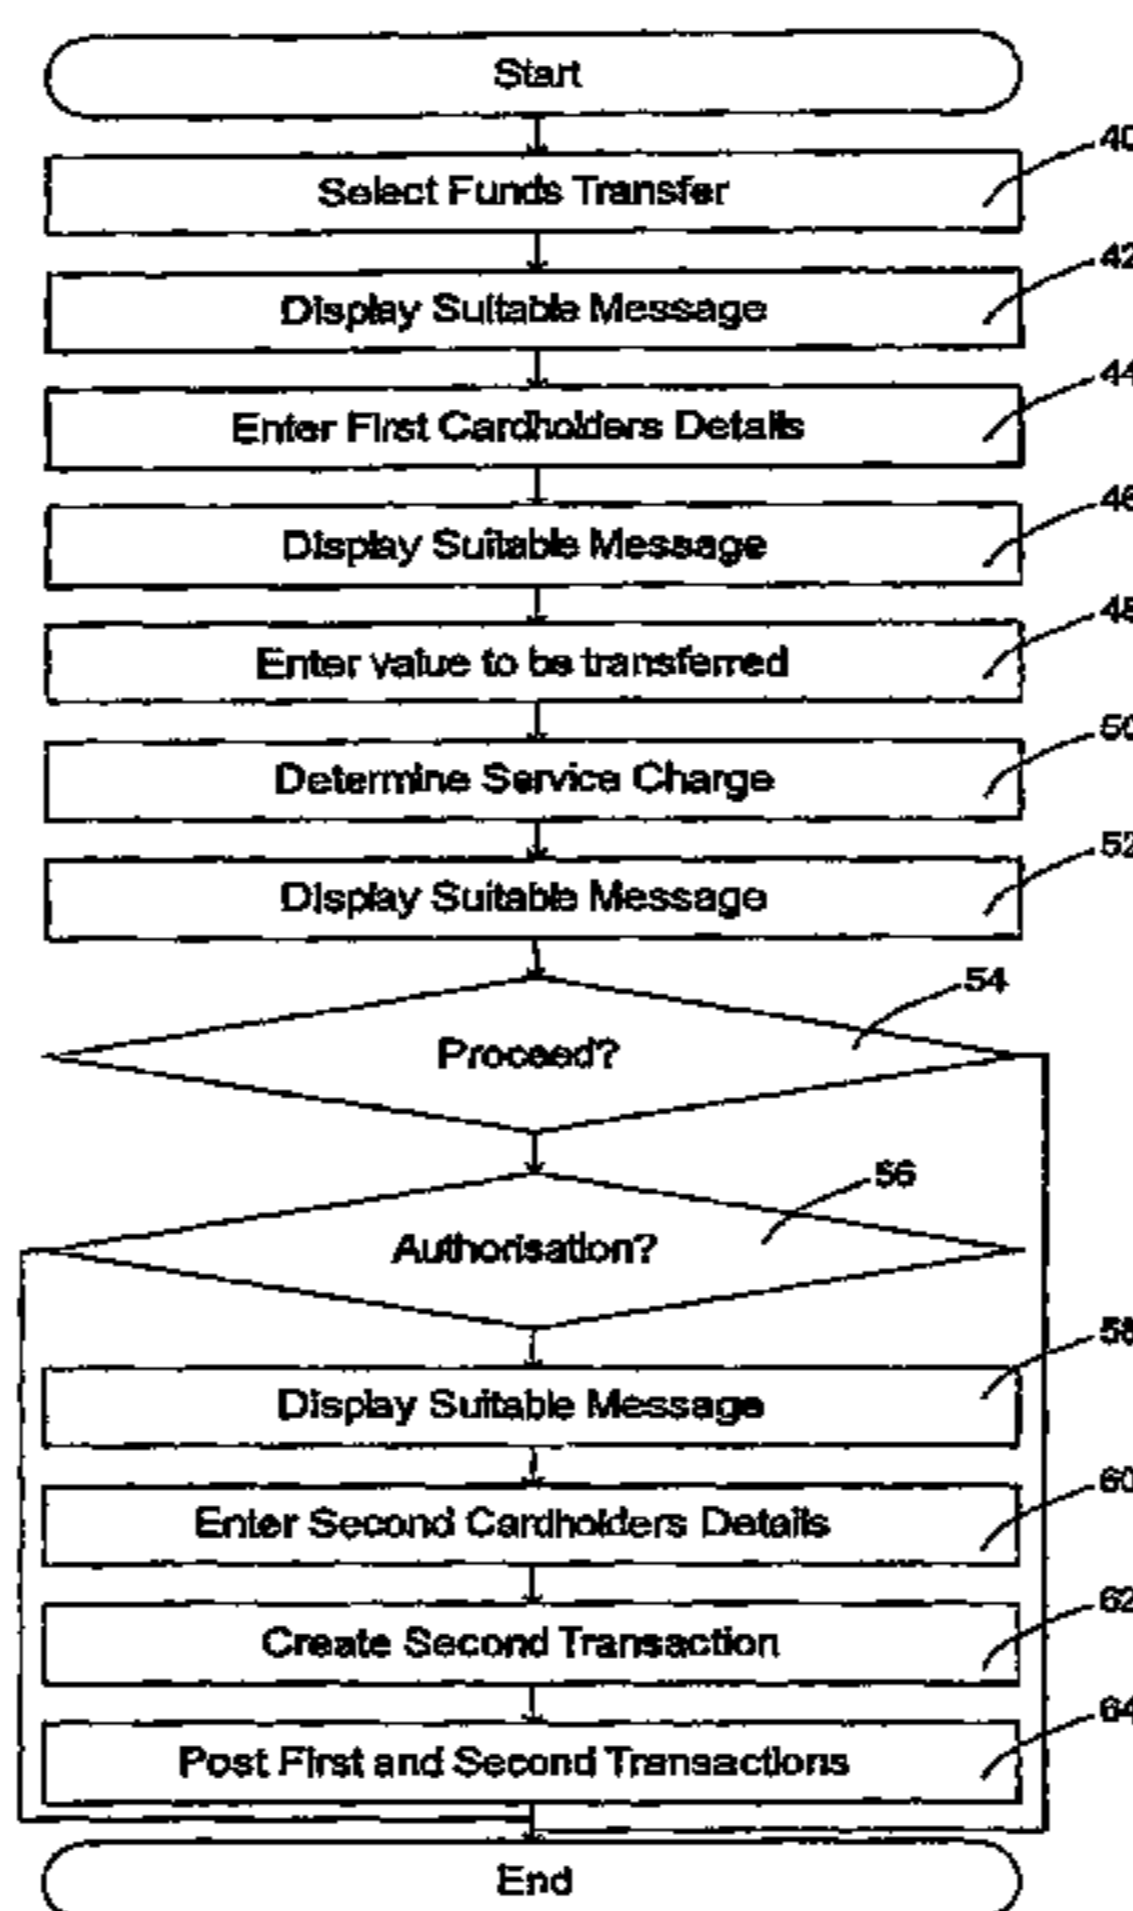 Start
40
Select Funds Transfer
42
Display Suitable Message
44
Enter First Cardholders Details
46
Display Suitable Message
48
Enter value to be transferred
50
Determine Service Charge
52
Display Suitable Message
54
Proceed?
56
Authorisation?
58
Display Suitable Message
60
Enter Second Cardholders Details
62
Create Second Transaction
64
Post First and Second Transactions
End